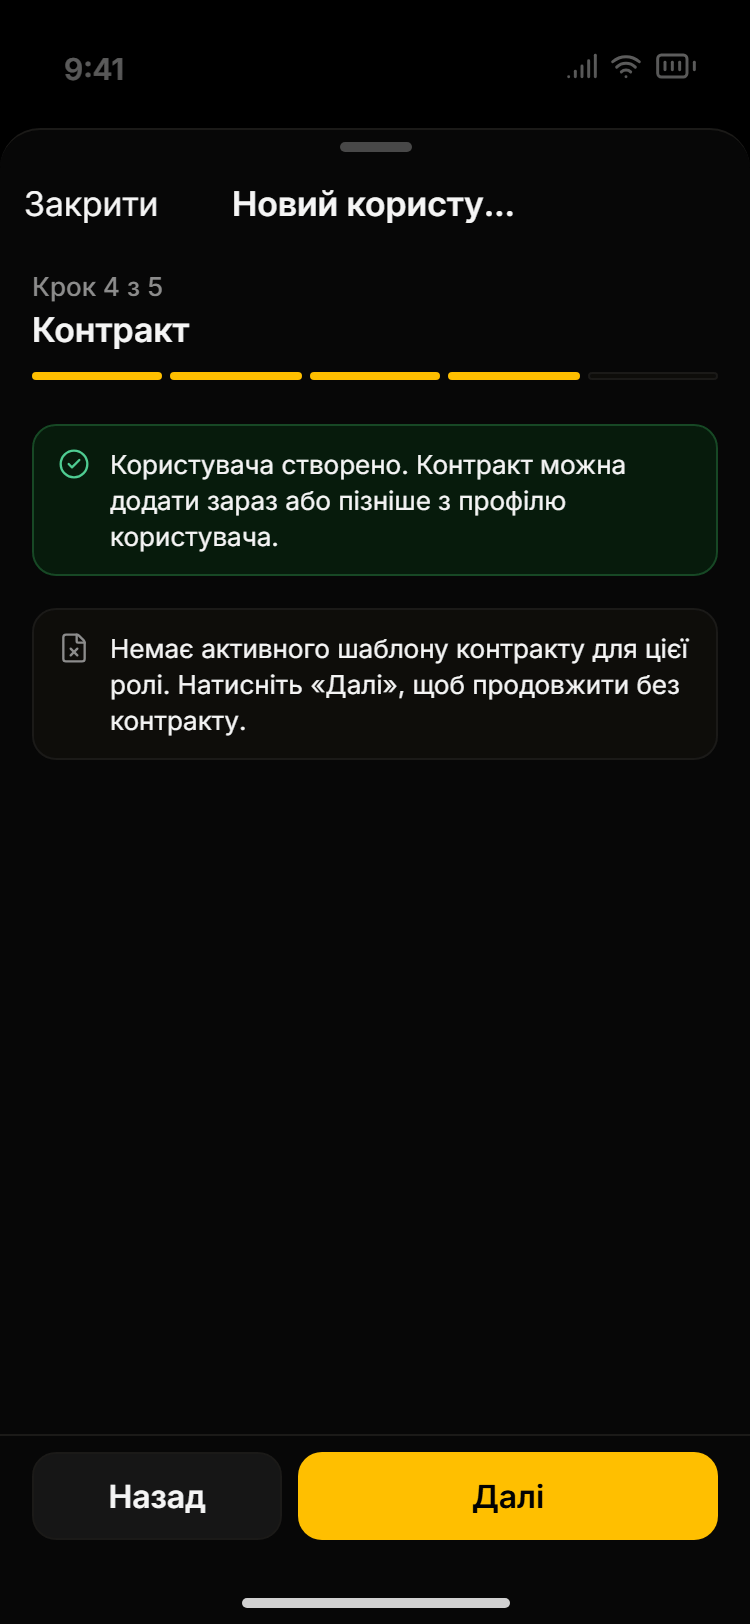 9:41
Закрити
Новий користу...
Крок 4 з 5
Контракт
Користувача створено. Контракт можна
додати зараз або пізніше з профілю
користувача.
Немає активного шаблону контракту для цієї
ролі. Натисніть «Далі», щоб продовжити без
контракту.
Назад
Далі